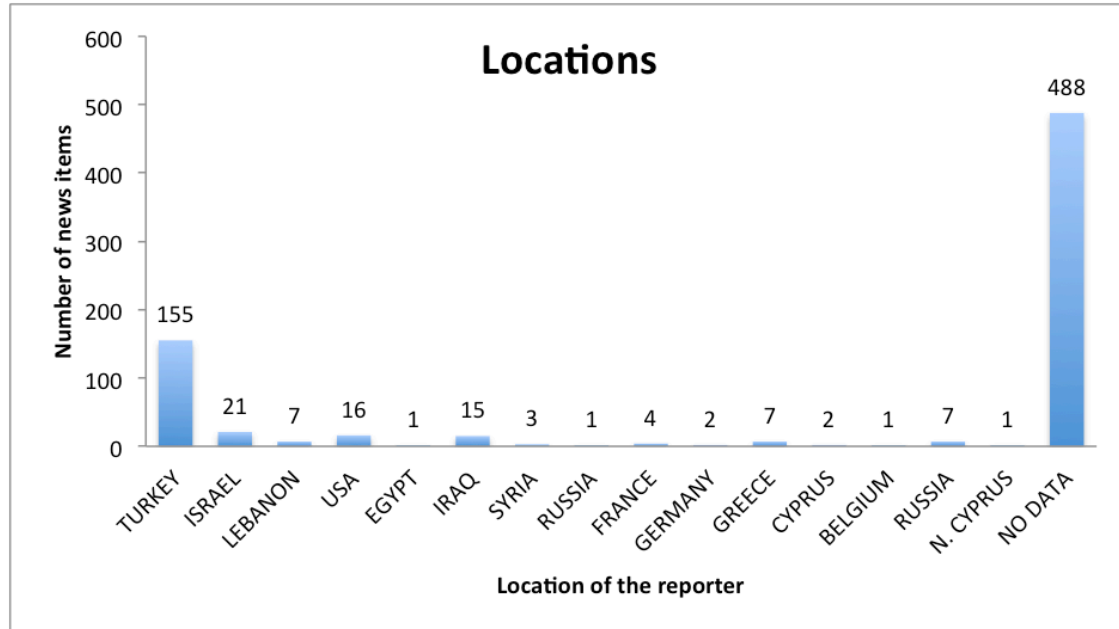 Locations
Number of news items
600
500
400
300
200
100
0
155
21
7
16
1
15
3
1
4
2
7
2
1
7
1
488
TURKEY
ISRAEL
LEBANON
USA
EGYPT
IRAQ
SYRIA
RUSSIA
FRANCE
GERMANY
GREECE
CYPRUS
BELGIUM
RUSSIA
N. CYPRUS
NO DATA
Location of the reporter